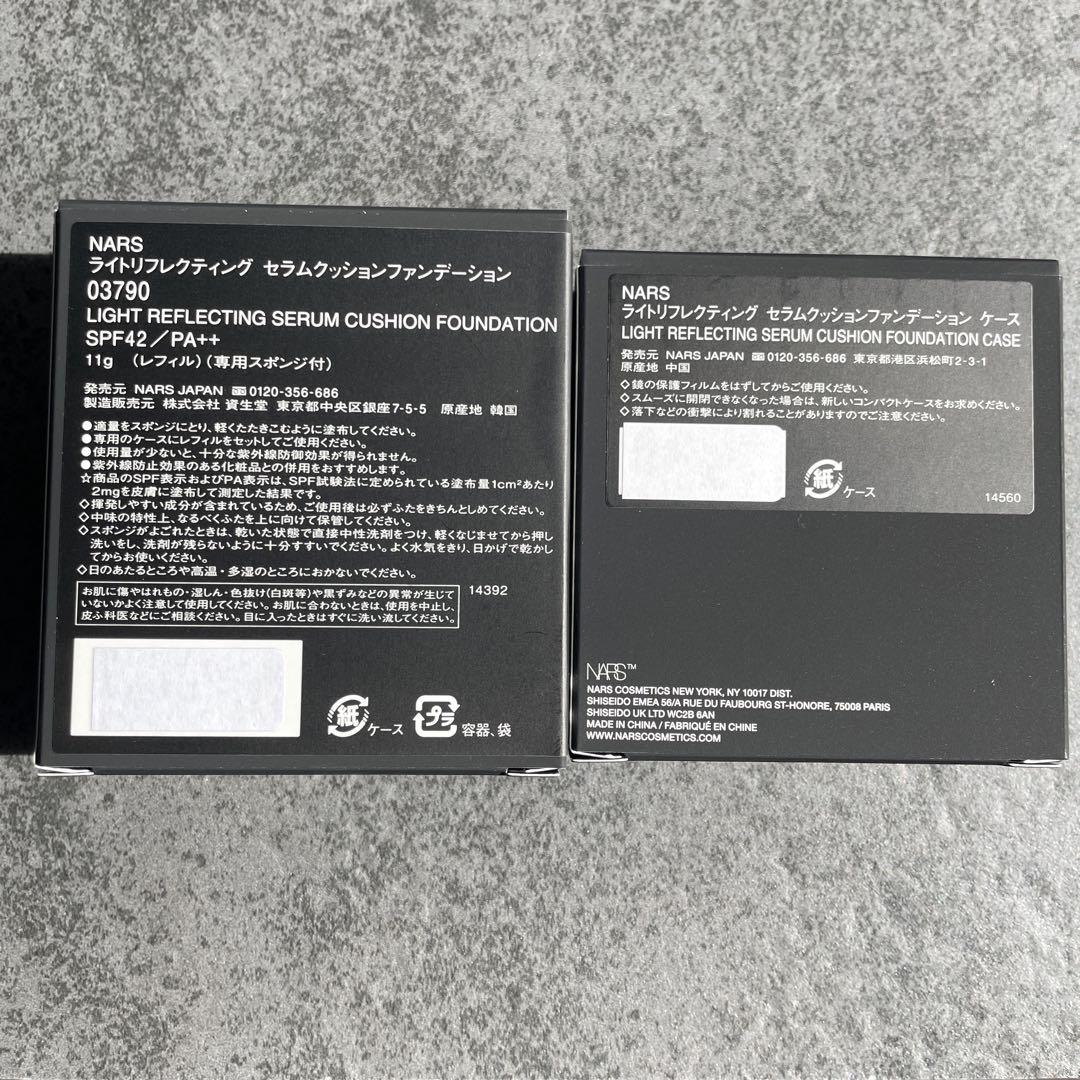 NARS
ライトリフレクティング セラムクッションファンデーション
03790
LIGHT REFLECTING SERUM CUSHION FOUNDATION
SPF42／PA++
11g （レフィル）（専用スポンジ付）
発売元 NARS JAPAN 0120-356-686
製造販売元 株式会社 資生堂 東京都中央区銀座7-5-5 原産地 韓国
●適量をスポンジにとり、軽くたたきこむように塗布してください。
●専用のケースにレフィルをセットしてご使用ください。
●使用量が少ないと、十分な紫外線防御効果が得られません。
●紫外線防止効果のある化粧品との併用をおすすめします。
☆商品のSPF表示およびPA表示は、SPF試験法に定められている塗布量1cm²あたり
2mgを皮膚に塗布して測定した結果です。
◇揮発しやすい成分が含まれているため、ご使用後は必ずふたをきちんとしめてください。
◇中味の特性上、なるべくふたを上に向けて保管してください。
◇スポンジがよごれたときは、乾いた状態で直接中性洗剤をつけ、軽くなじませてから押し
洗いをし、洗剤が残らないように十分すすいでください。よく水気をきり、日かげで乾かし
てからお使いください。
◇日のあたるところや高温・多湿のところにおかないでください。
お肌に傷やはれもの・湿しん・色抜け(白斑等)や黒ずみなどの異常が生じて
いないかよく注意して使用してください。お肌に合わないときは、使用を中止し、
皮ふ科医などにご相談ください。目に入ったときはすぐに洗い流してください。
14392
紙 ケース
プラ 容器、袋
NARS
ライトリフレクティング セラムクッションファンデーション ケース
LIGHT REFLECTING SERUM CUSHION FOUNDATION CASE
発売元 NARS JAPAN 0120-356-686 東京都港区浜松町2-3-1
原産地 中国
◇鏡の保護フィルムをはずしてからご使用ください。
◇スムーズに開閉できなくなった場合は、新しいコンパクトケースをお求めください。
◇落下などの衝撃により割れることがありますのでご注意ください。
紙 ケース
14560
NARS™
NARS COSMETICS NEW YORK, NY 10017 DIST.
SHISEIDO EMEA 56/A RUE DU FAUBOURG ST-HONORE, 75008 PARIS
SHISEIDO UK LTD WC2B 6AN
MADE IN CHINA / FABRIQUÉ EN CHINE
WWW.NARSCOSMETICS.COM